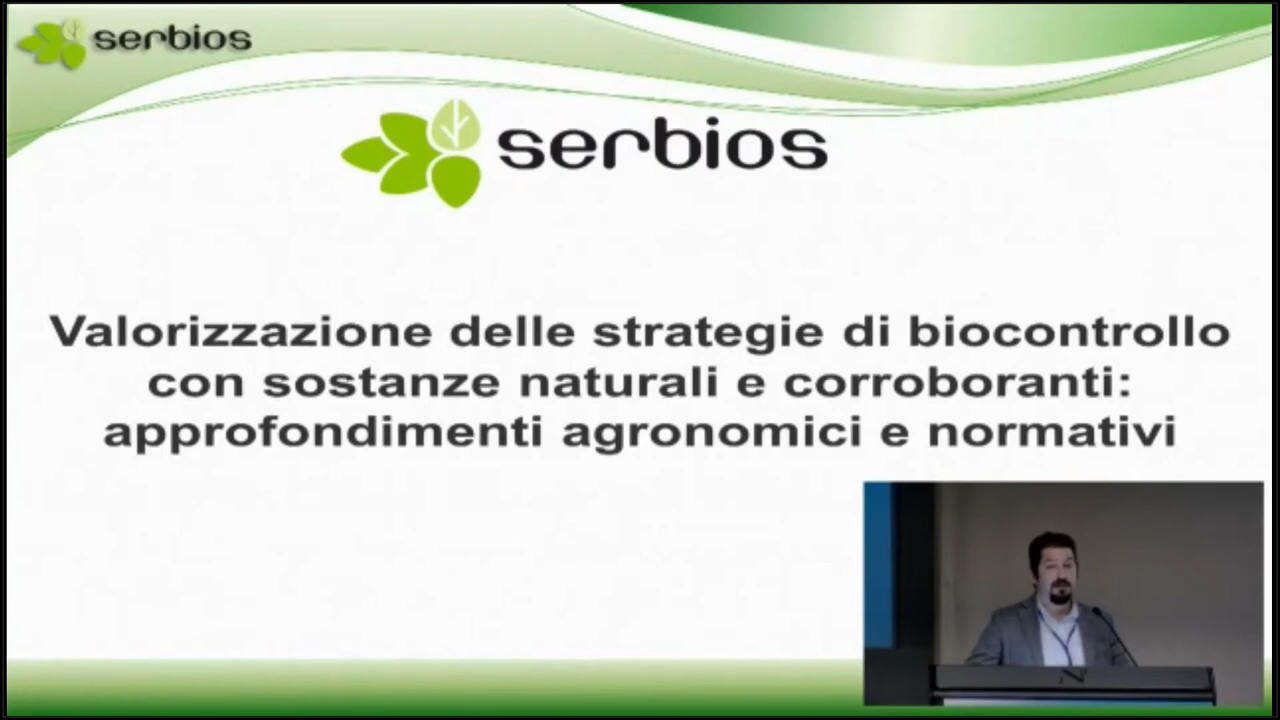 serbios
serbios
Valorizzazione delle strategie di biocontrollo
con sostanze naturali e corroboranti:
approfondimenti agronomici e normativi
N